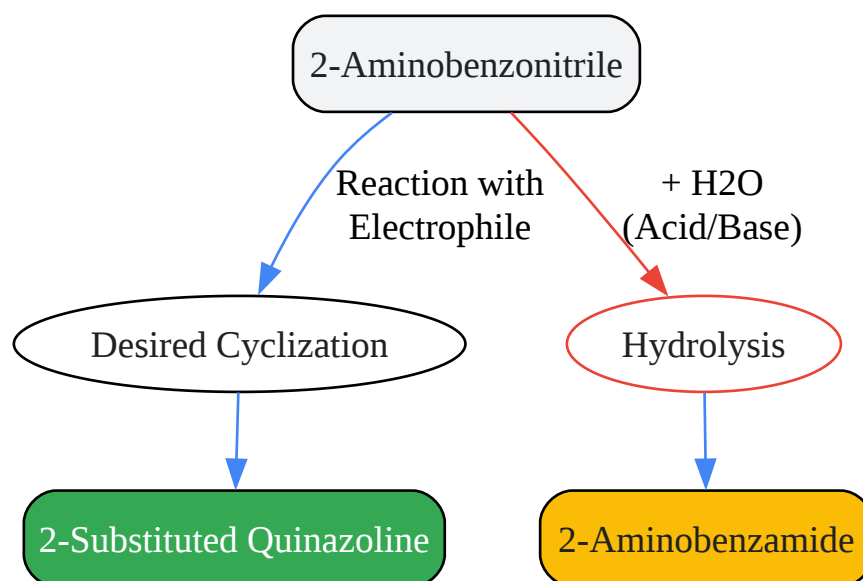 2-Aminobenzonitrile
Reaction with
Electrophile
+ H2O
(Acid/Base)
Desired Cyclization
Hydrolysis
2-Substituted Quinazoline
2-Aminobenzamide